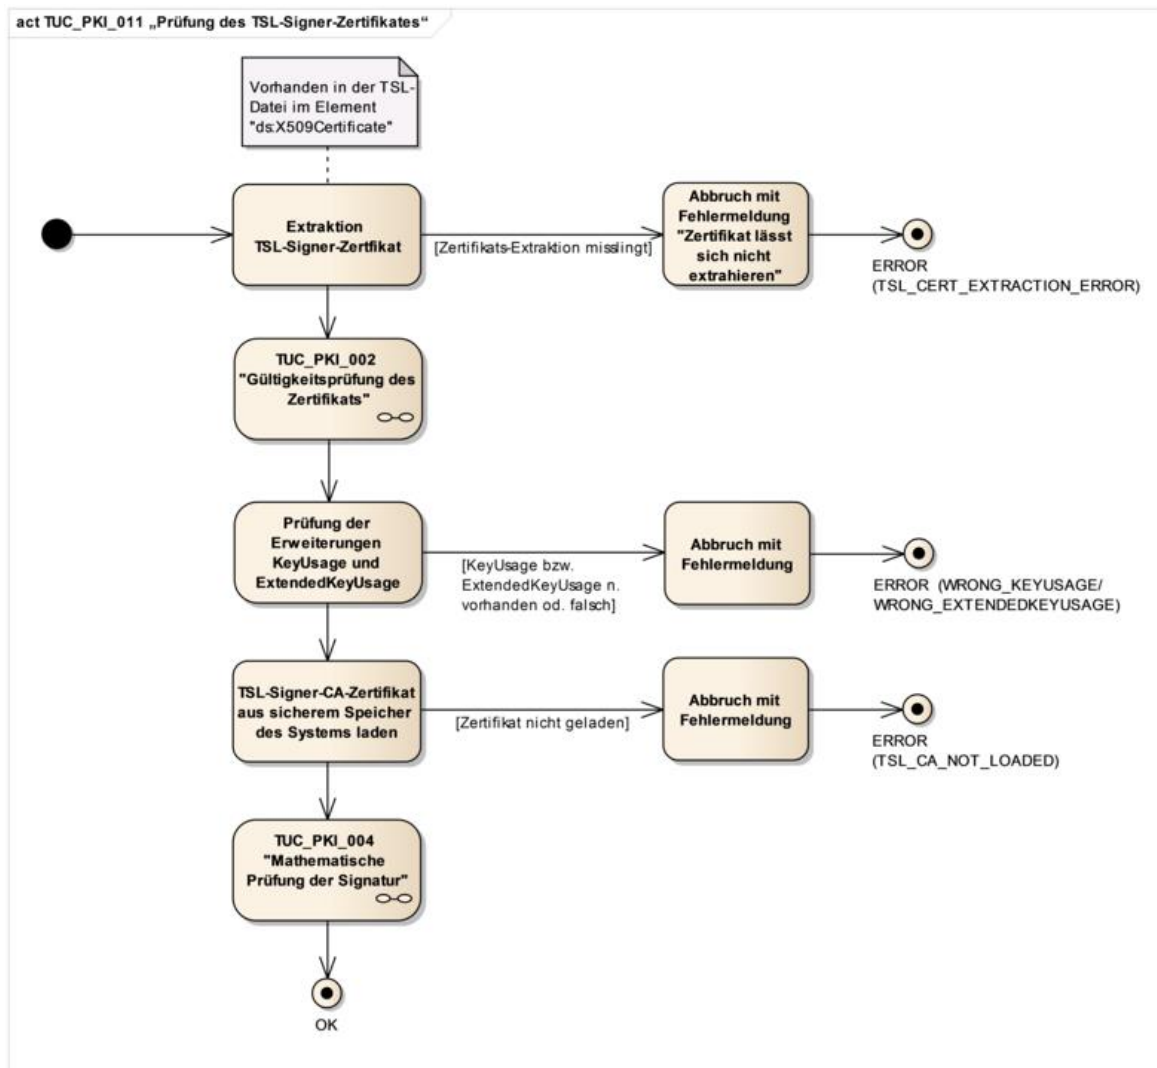 act TUC_PKI_011 „Prüfung des TSL-Signer-Zertifikates“
Vorhanden in der TSL-
Datei im Element
"ds:X509Certificate"
Extraktion
TSL-Signer-Zertfikat
[Zertifikats-Extraktion misslingt]
Abbruch mit
Fehlermeldung
"Zertifikat lässt
sich nicht
extrahieren"
ERROR
(TSL_CERT_EXTRACTION_ERROR)
TUC_PKI_002
"Gültigkeitsprüfung des
Zertifikats"
Prüfung der
Erweiterungen
KeyUsage und
ExtendedKeyUsage
[KeyUsage bzw.
ExtendedKeyUsage n.
vorhanden od. falsch]
Abbruch mit
Fehlermeldung
ERROR (WRONG_KEYUSAGE/
WRONG_EXTENDEDKEYUSAGE)
TSL-Signer-CA-Zertifikat
aus sicherem Speicher
des Systems laden
[Zertifikat nicht geladen]
Abbruch mit
Fehlermeldung
ERROR
(TSL_CA_NOT_LOADED)
TUC_PKI_004
"Mathematische
Prüfung der Signatur"
OK